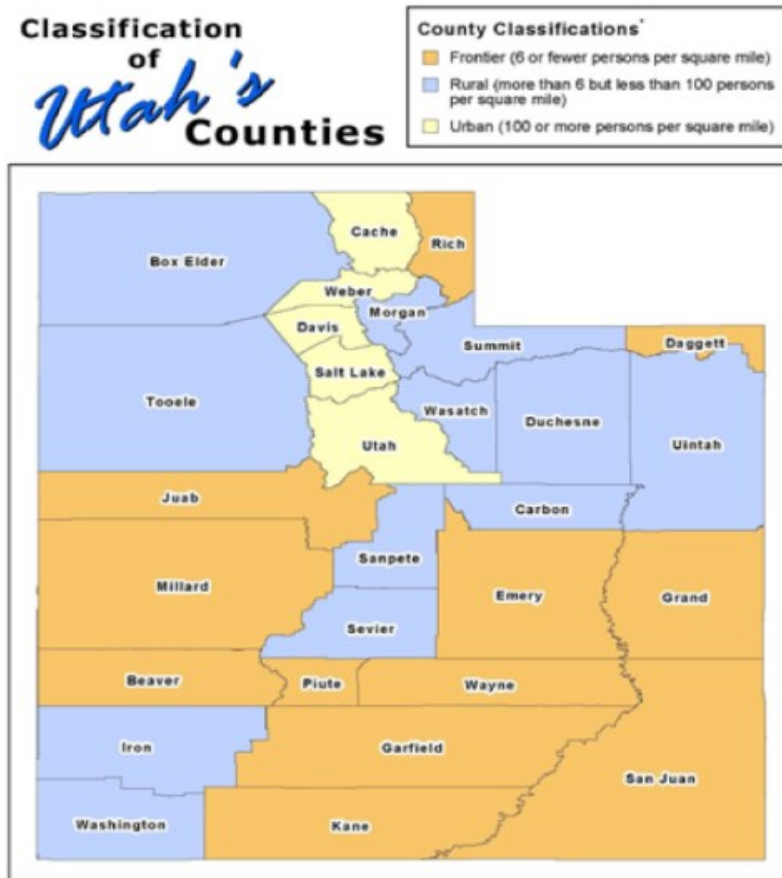 Classification
of
Utah's
Counties
County Classifications*
Frontier (6 or fewer persons per square mile)
Rural (more than 6 but less than 100 persons
per square mile)
Urban (100 or more persons per square mile)
Cache
Rich
Box Elder
Weber
Morgan
Davis
Summit
Daggett
Salt Lake
Tooele
Wasatch
Duchesne
Uintah
Utah
Juab
Carbon
Sanpete
Millard
Emery
Grand
Sevier
Beaver
Piute
Wayne
Iron
Garfield
San Juan
Washington
Kane